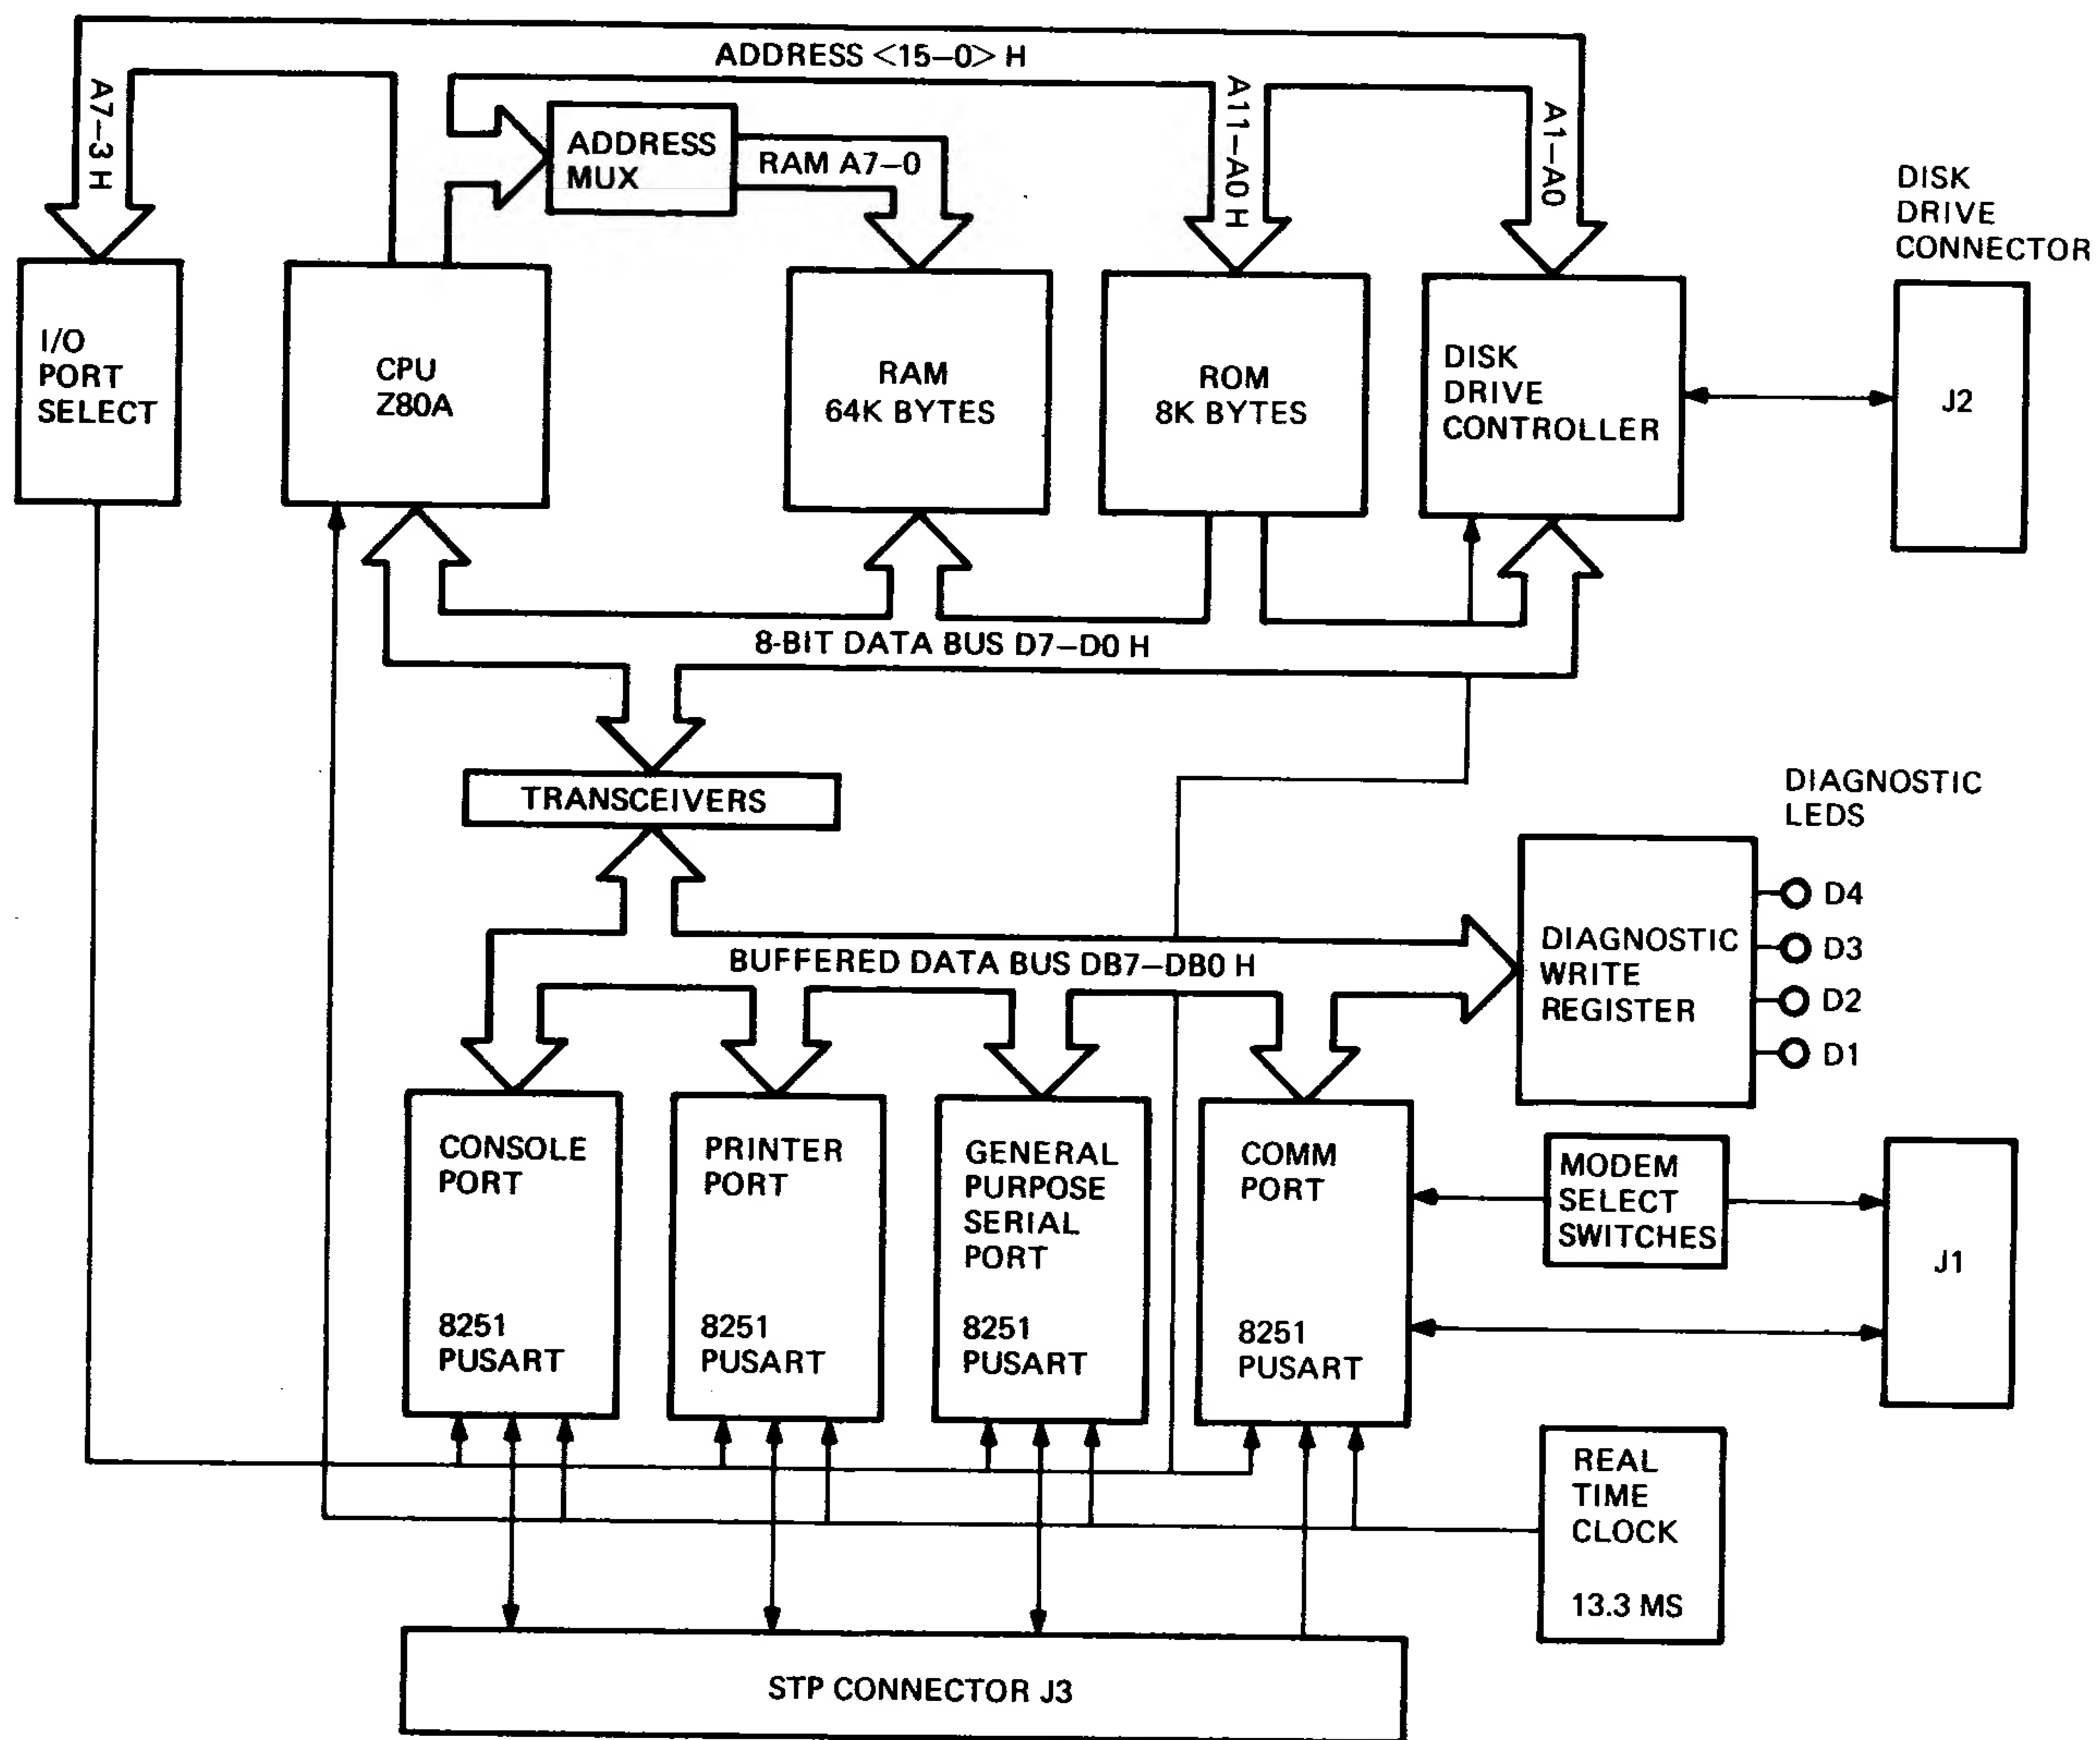 ADDRESS <15–0> H
A7–3 H
A11–A0 H
A1–A0
ADDRESS
MUX
RAM A7–0
DISK
DRIVE
CONNECTOR
I/O
PORT
SELECT
CPU
Z80A
RAM
64K BYTES
ROM
8K BYTES
DISK
DRIVE
CONTROLLER
J2
8-BIT DATA BUS D7–D0 H
TRANSCEIVERS
DIAGNOSTIC
LEDS
D4
D3
D2
D1
DIAGNOSTIC
WRITE
REGISTER
BUFFERED DATA BUS DB7–DB0 H
CONSOLE
PORT
8251
PUSART
PRINTER
PORT
8251
PUSART
GENERAL
PURPOSE
SERIAL
PORT
8251
PUSART
COMM
PORT
8251
PUSART
MODEM
SELECT
SWITCHES
J1
REAL
TIME
CLOCK
13.3 MS
STP CONNECTOR J3